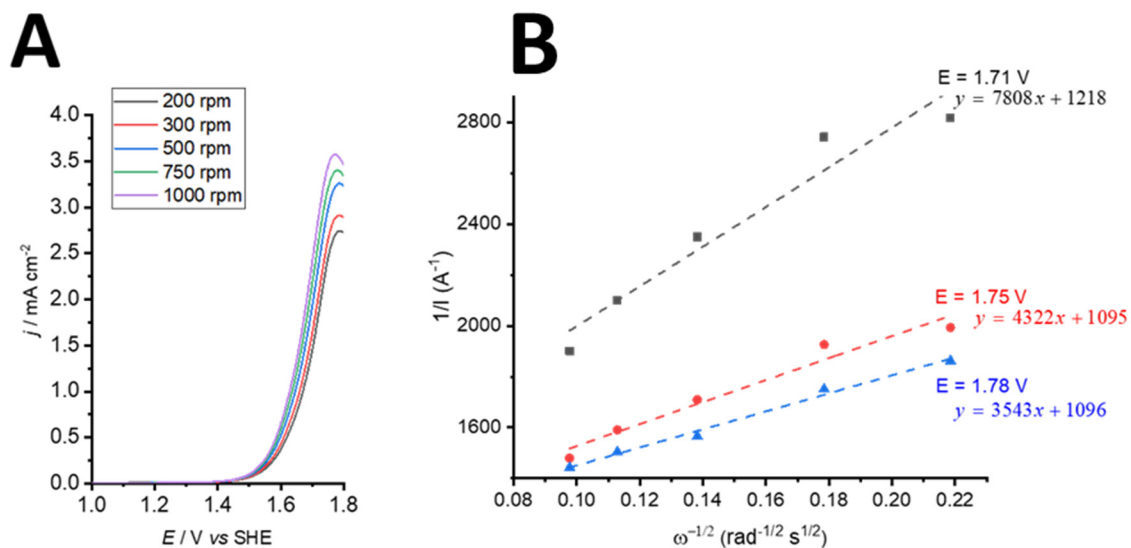 A
200 rpm
300 rpm
500 rpm
750 rpm
1000 rpm
4.0
3.5
3.0
2.5
2.0
1.5
1.0
0.5
0.0
j / mA cm⁻²
1.0 1.2 1.4 1.6 1.8
E / V vs SHE
B
E = 1.71 V
y = 7808x + 1218
E = 1.75 V
y = 4322x + 1095
E = 1.78 V
y = 3543x + 1096
2800
2400
2000
1600
1/I (A⁻¹)
0.08 0.10 0.12 0.14 0.16 0.18 0.20 0.22
ω⁻¹/² (rad⁻¹/² s¹/²)